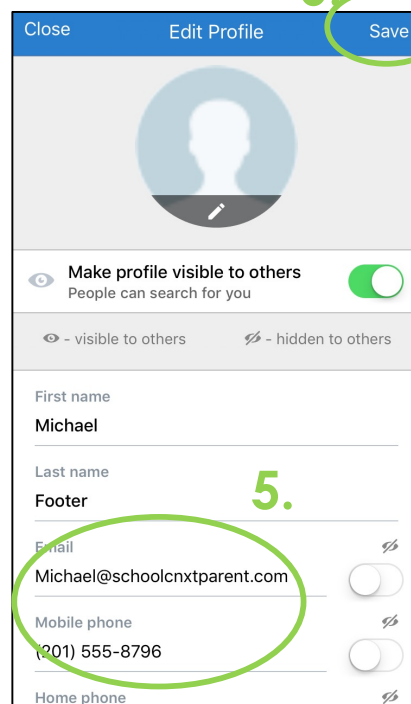 Close Edit Profile Save
Make profile visible to others
People can search for you
- visible to others - hidden to others
First name
Michael
Last name
Footer
5.
Email
Michael@schoolcnxtparent.com
Mobile phone
(201) 555-8796
Home phone